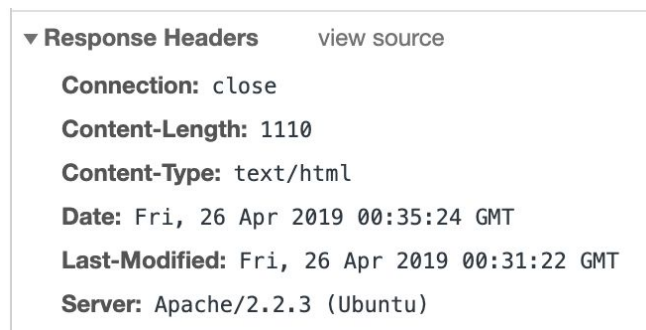 Response Headers view source
Connection: close
Content-Length: 1110
Content-Type: text/html
Date: Fri, 26 Apr 2019 00:35:24 GMT
Last-Modified: Fri, 26 Apr 2019 00:31:22 GMT
Server: Apache/2.2.3 (Ubuntu)